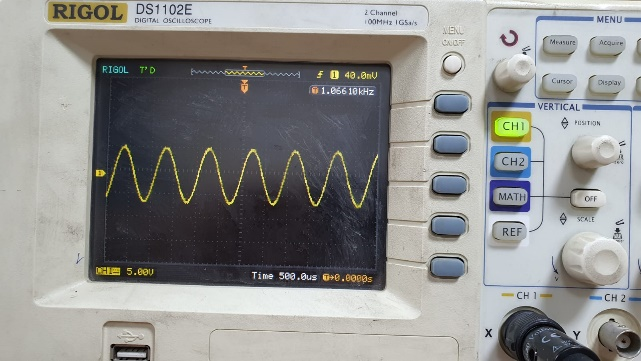 RIGOL DS1102E
DIGITAL OSCILLOSCOPE
2 Channel
100MHz 1GSa/s
MENU
ON/OFF
RIGOL T'D
1 40.0mV
T 1.06610kHz
CH1 5.00V
Time 500.0us T→0.0000s
MENU
Measure
Acquire
Cursor
Display
VERTICAL
CH1
POSITION
CH2
MATH
OFF
REF
SCALE
CH 1
CH 2
X
Y